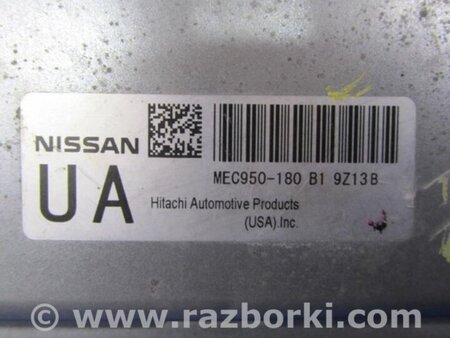 NISSAN
MEC950-180 B1 9Z13B
UA
Hitachi Automotive Products
(USA).Inc.
www.razborki.com